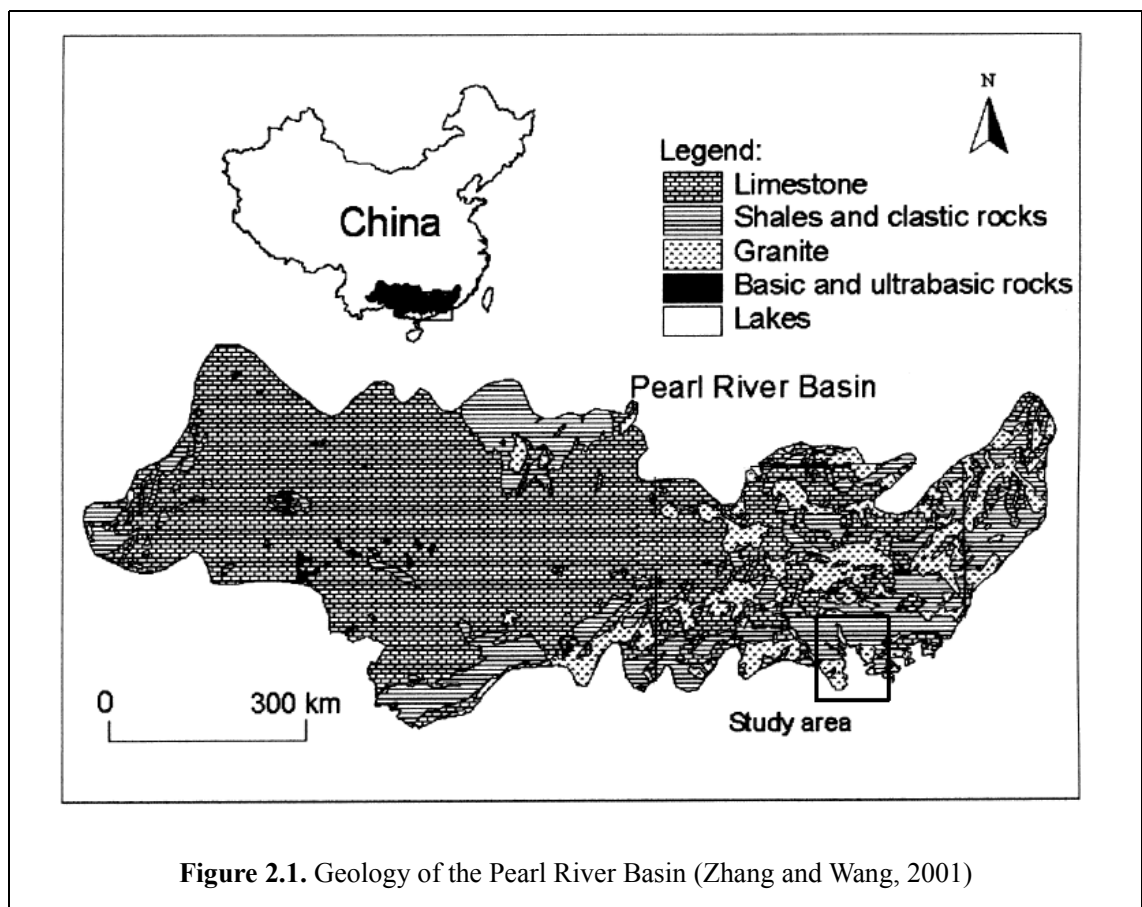 N
Legend:
Limestone
Shales and clastic rocks
Granite
Basic and ultrabasic rocks
Lakes
China
Pearl River Basin
0 300 km
Study area
Figure 2.1. Geology of the Pearl River Basin (Zhang and Wang, 2001)